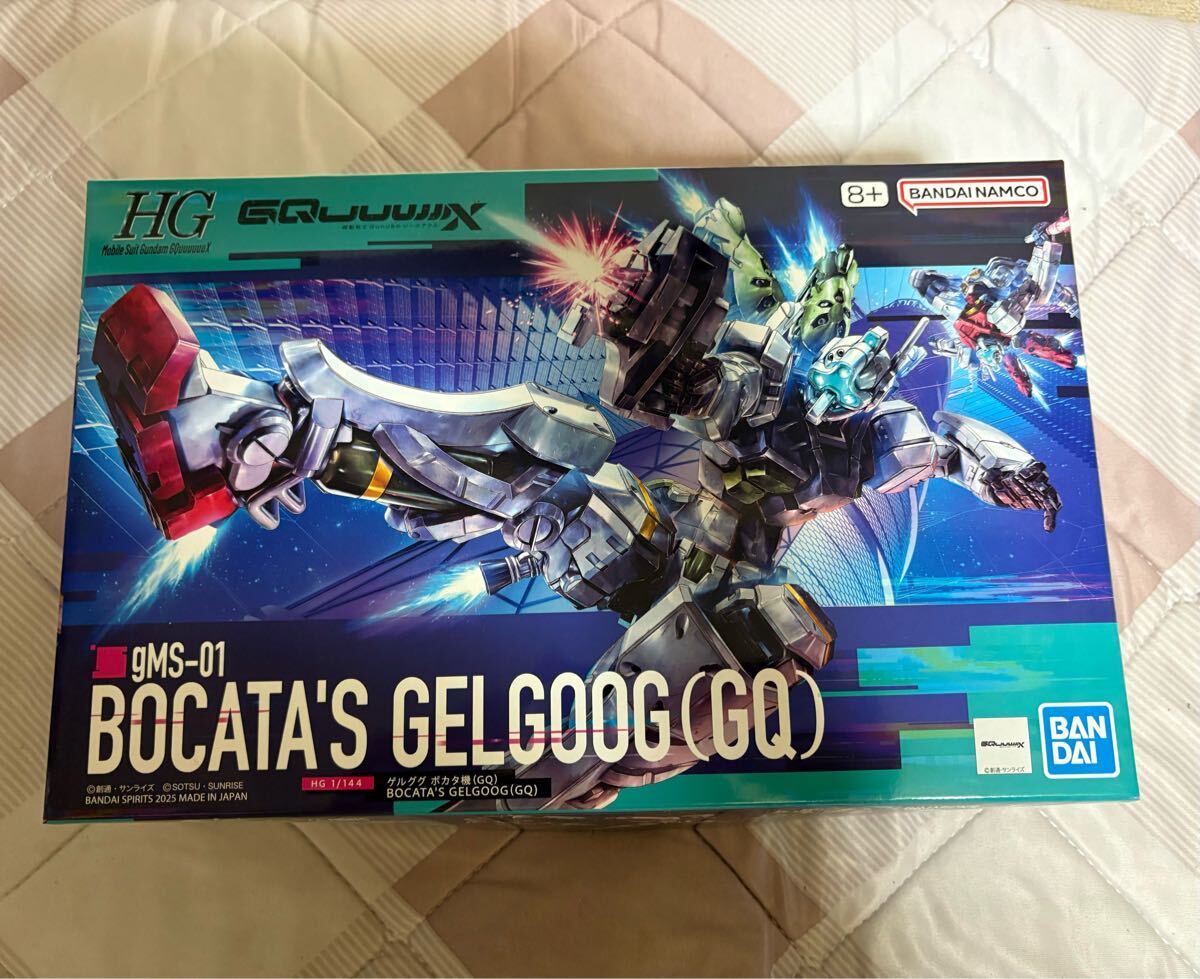 HG
Mobile Suit Gundam GQuuuuuuX
GQuuuuuuX
8+
BANDAI NAMCO
gMS-01
BOCATA'S GELGOOG(GQ)
HG 1/144
ゲルググ ボカタ機(GQ)
BOCATA'S GELGOOG(GQ)
©創通・サンライズ ©SOTSU・SUNRISE
BANDAI SPIRITS 2025 MADE IN JAPAN
GQuuuuuuX
©創通・サンライズ
BAN
DAI